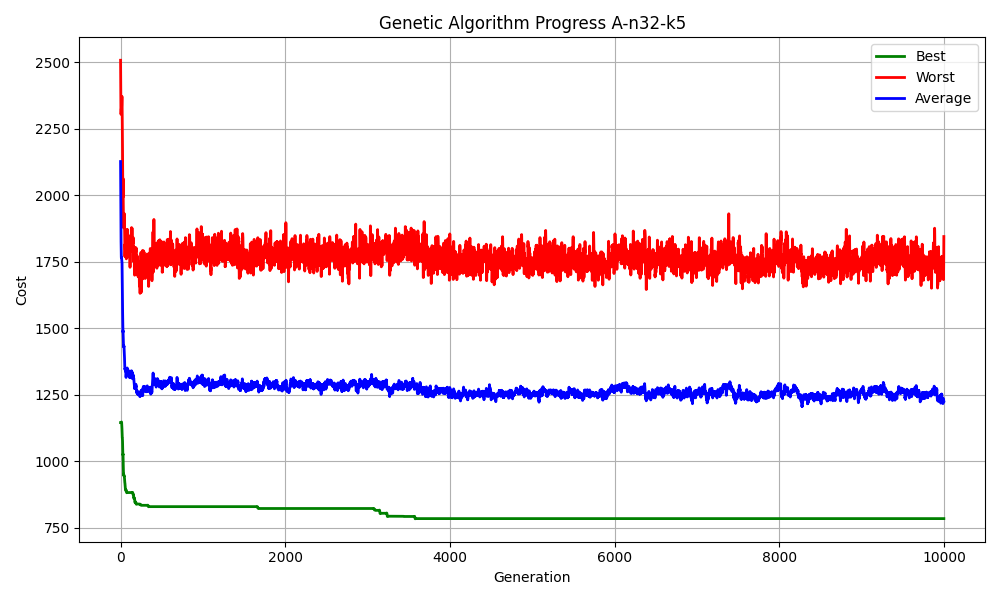 Genetic Algorithm Progress A-n32-k5
Best
Worst
Average
Cost
2500
2250
2000
1750
1500
1250
1000
750
0 2000 4000 6000 8000 10000
Generation